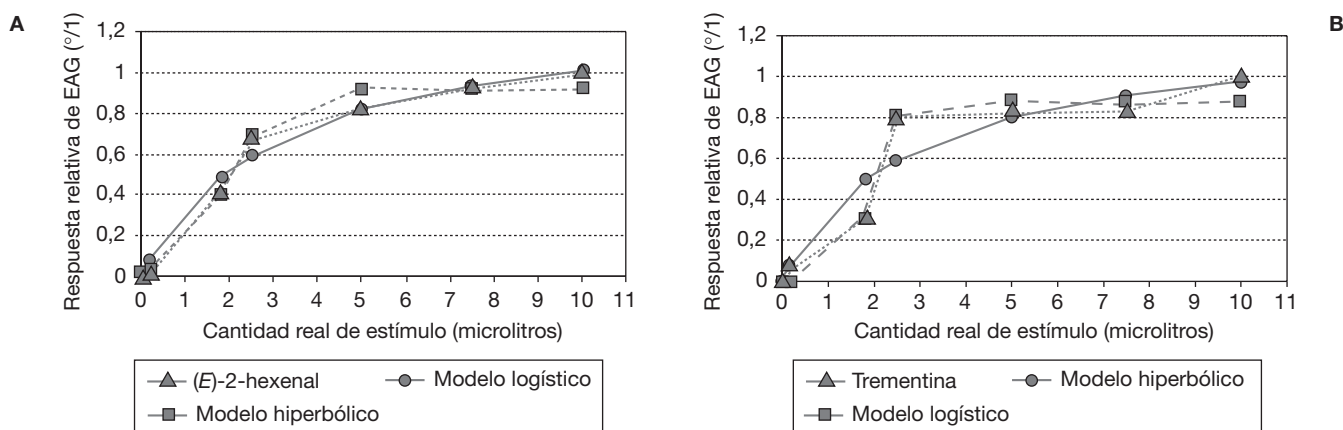 A
Respuesta relativa de EAG (°/1)
1,2
1
0,8
0,6
0,4
0,2
0
0 1 2 3 4 5 6 7 8 9 10 11
Cantidad real de estímulo (microlitros)
(E)-2-hexenal Modelo logístico
Modelo hiperbólico
B
Respuesta relativa de EAG (°/1)
1,2
1
0,8
0,6
0,4
0,2
0
0 1 2 3 4 5 6 7 8 9 10 11
Cantidad real de estímulo (microlitros)
Trementina Modelo hiperbólico
Modelo logístico